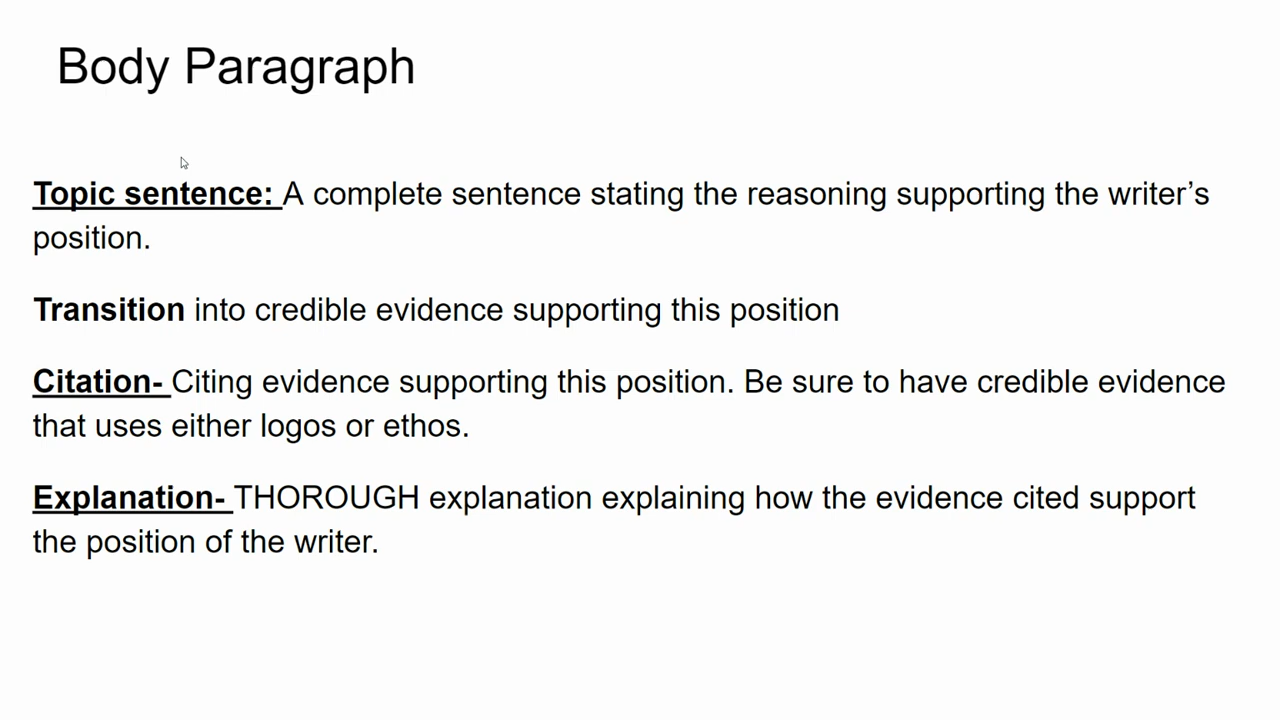 Body Paragraph
Topic sentence: A complete sentence stating the reasoning supporting the writer’s
position.
Transition into credible evidence supporting this position
Citation- Citing evidence supporting this position. Be sure to have credible evidence
that uses either logos or ethos.
Explanation- THOROUGH explanation explaining how the evidence cited support
the position of the writer.